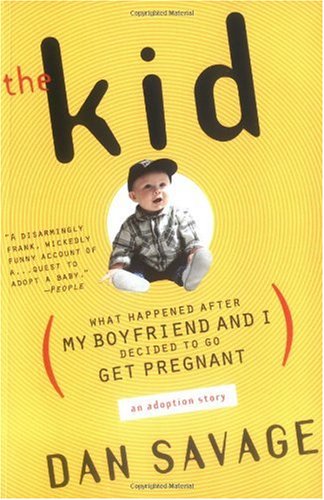 the
kid
"A DISARMINGLY
FRANK, WICKEDLY
FUNNY ACCOUNT OF
A...QUEST TO
ADOPT A BABY."
—PEOPLE
(WHAT HAPPENED AFTER
MY BOYFRIEND AND I
DECIDED TO GO
GET PREGNANT)
an adoption story
DAN SAVAGE